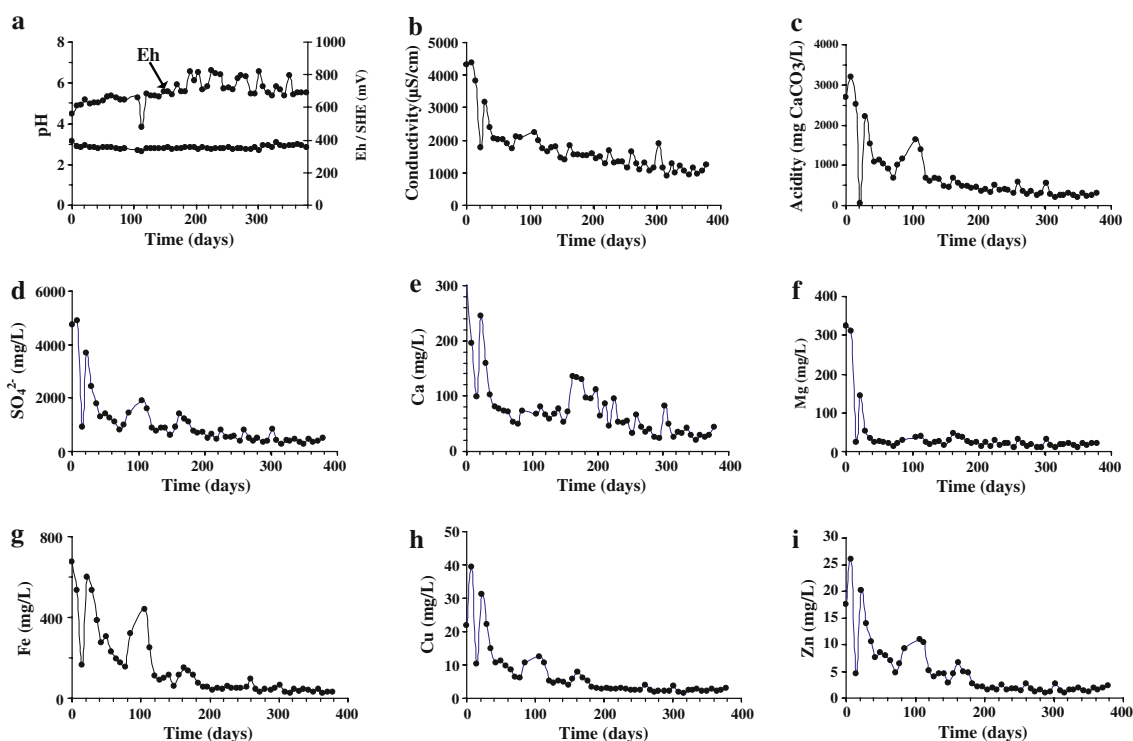 a
8
6
4
2
0
pH
Eh
1000
800
600
400
200
0
Eh / SHE (mV)
0 100 200 300
Time (days)
b
5000
4000
3000
2000
1000
0
Conductivity(µS/cm)
0 100 200 300 400
Time (days)
c
4000
3000
2000
1000
0
Acidity (mg CaCO3/L)
0 100 200 300 400
Time (days)
d
6000
4000
2000
0
SO₄²⁻ (mg/L)
0 100 200 300 400
Time (days)
e
300
200
100
0
Ca (mg/L)
0 100 200 300 400
Time (days)
f
400
300
200
100
0
Mg (mg/L)
0 100 200 300 400
Time (days)
g
800
400
0
Fe (mg/L)
0 100 200 300 400
Time (days)
h
50
40
30
20
10
0
Cu (mg/L)
0 100 200 300 400
Time (days)
i
30
25
20
15
10
5
0
Zn (mg/L)
0 100 200 300 400
Time (days)